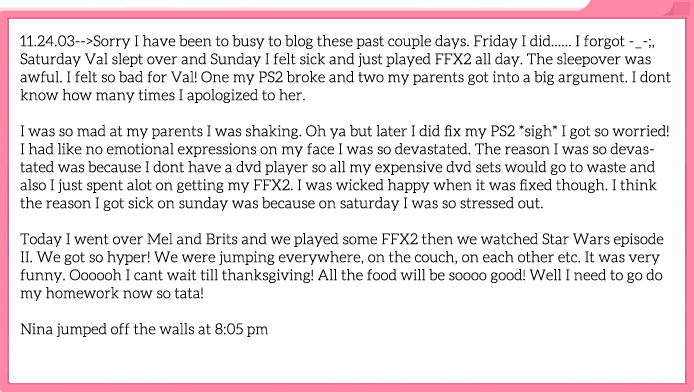 11.24.03-->Sorry I have been to busy to blog these past couple days. Friday I did...... I forgot -_-;,
Saturday Val slept over and Sunday I felt sick and just played FFX2 all day. The sleepover was
awful. I felt so bad for Val! One my PS2 broke and two my parents got into a big argument. I dont
know how many times I apologized to her.

I was so mad at my parents I was shaking. Oh ya but later I did fix my PS2 *sigh* I got so worried!
I had like no emotional expressions on my face I was so devastated. The reason I was so devas-
tated was because I dont have a dvd player so all my expensive dvd sets would go to waste and
also I just spent alot on getting my FFX2. I was wicked happy when it was fixed though. I think
the reason I got sick on sunday was because on saturday I was so stressed out.

Today I went over Mel and Brits and we played some FFX2 then we watched Star Wars episode
II. We got so hyper! We were jumping everywhere, on the couch, on each other etc. It was very
funny. Oooooh I cant wait till thanksgiving! All the food will be soooo good! Well I need to go do
my homework now so tata!

Nina jumped off the walls at 8:05 pm